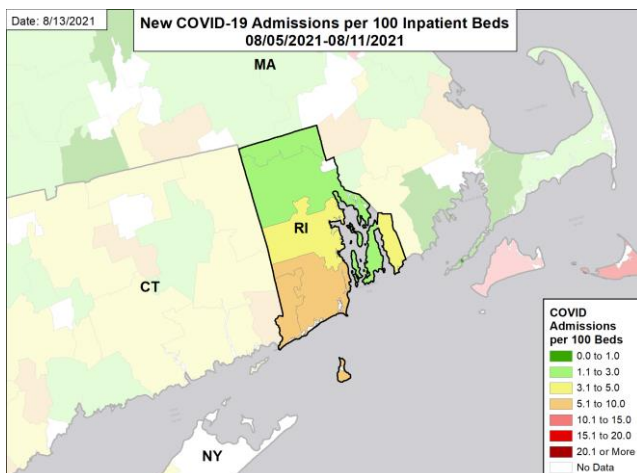 Date: 8/13/2021
New COVID-19 Admissions per 100 Inpatient Beds
08/05/2021-08/11/2021
MA
RI
CT
NY
COVID
Admissions
per 100 Beds
0.0 to 1.0
1.1 to 3.0
3.1 to 5.0
5.1 to 10.0
10.1 to 15.0
15.1 to 20.0
20.1 or More
No Data